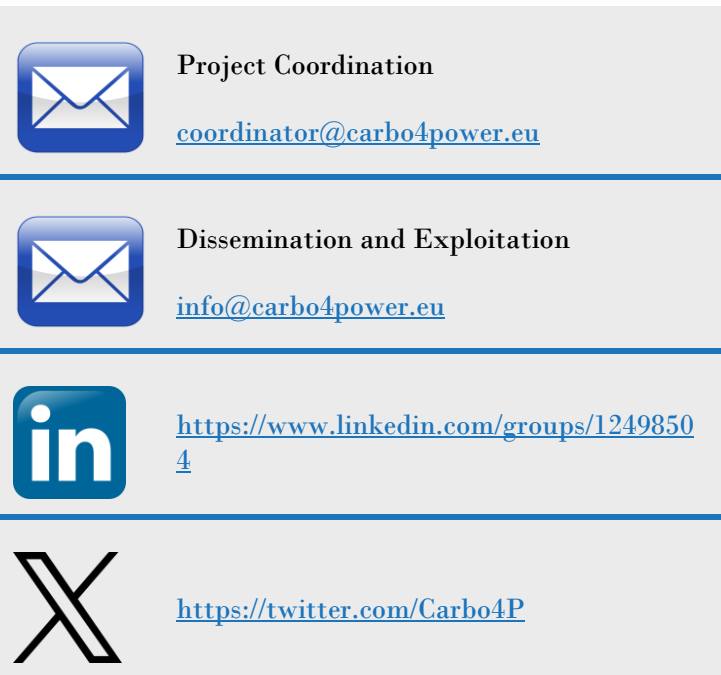 Project Coordination
coordinator@carbo4power.eu
Dissemination and Exploitation
info@carbo4power.eu
in
https://www.linkedin.com/groups/1249850
4
https://twitter.com/Carbo4P